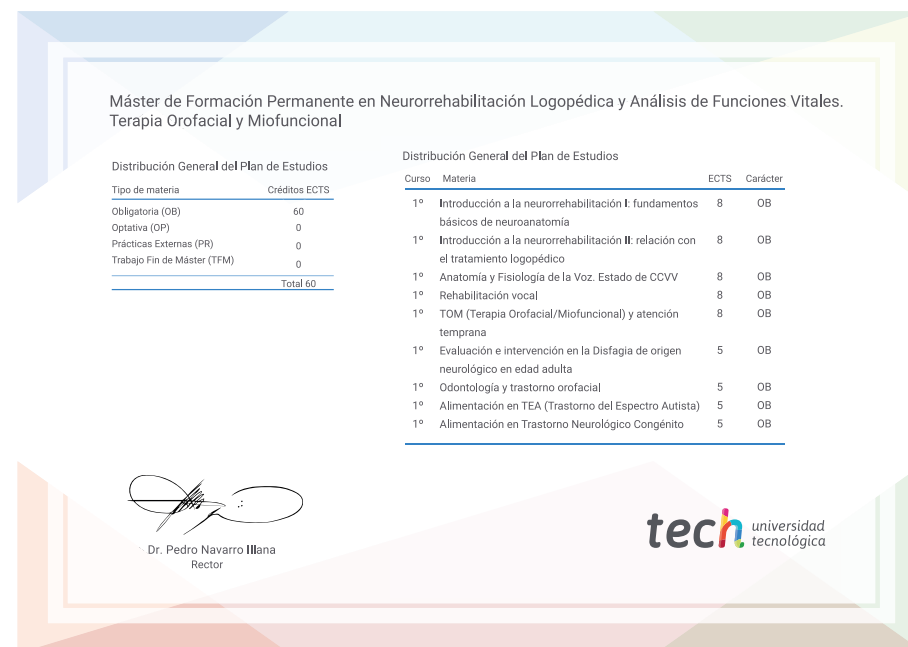 Máster de Formación Permanente en Neurorrehabilitación Logopédica y Análisis de Funciones Vitales.
Terapia Orofacial y Miofuncional
Distribución General del Plan de Estudios
Tipo de materia Créditos ECTS
Obligatoria (OB) 60
Optativa (OP) 0
Prácticas Externas (PR) 0
Trabajo Fin de Máster (TFM) 0
Total 60
Distribución General del Plan de Estudios
Curso Materia ECTS Carácter
1º Introducción a la neurorrehabilitación I: fundamentos 8 OB
básicos de neuroanatomía
1º Introducción a la neurorrehabilitación II: relación con 8 OB
el tratamiento logopédico
1º Anatomía y Fisiología de la Voz. Estado de CCVV 8 OB
1º Rehabilitación vocal 8 OB
1º TOM (Terapia Orofacial/Miofuncional) y atención 8 OB
temprana
1º Evaluación e intervención en la Disfagia de origen 5 OB
neurológico en edad adulta
1º Odontología y trastorno orofacial 5 OB
1º Alimentación en TEA (Trastorno del Espectro Autista) 5 OB
1º Alimentación en Trastorno Neurológico Congénito 5 OB
Dr. Pedro Navarro Illana
Rector
tech universidad
tecnológica